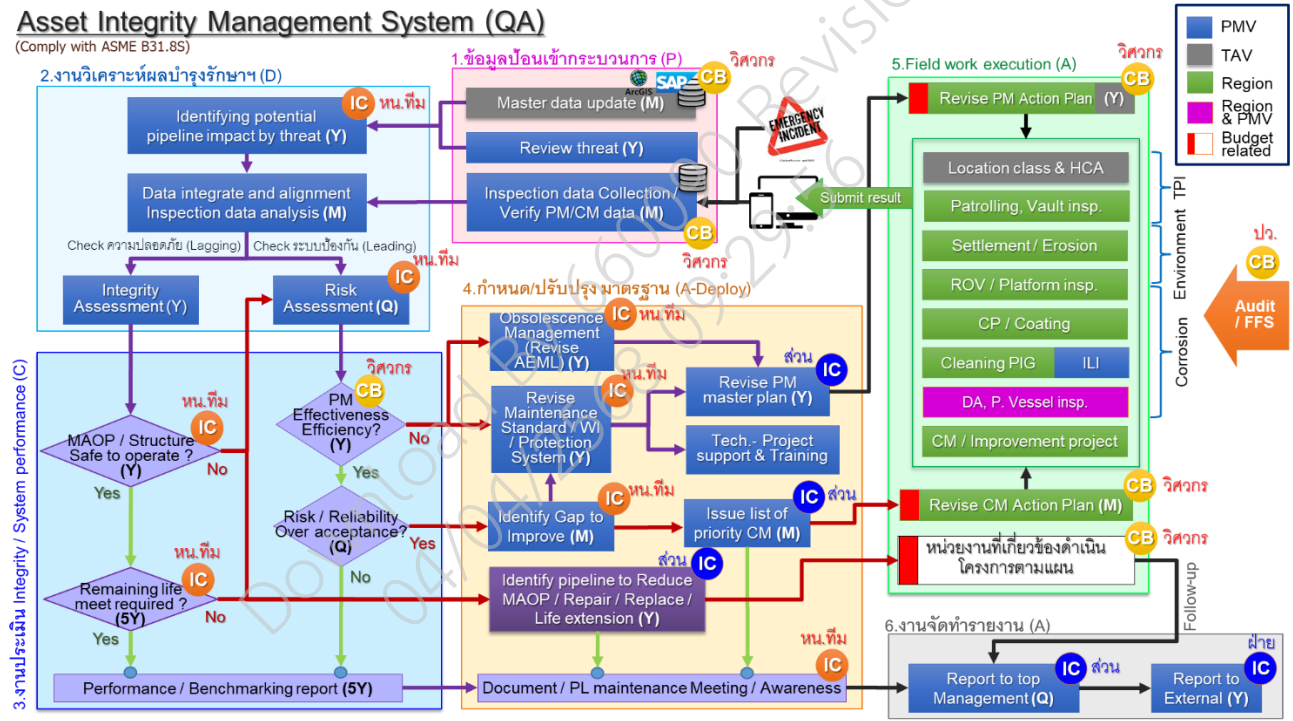 Asset Integrity Management System (QA)
(Comply with ASME B31.8S)
PMV
TAV
Region
Region
& PMV
Budget
related
1.ข้อมูลป้อนเข้ากระบวนการ (P)
วิศวกร
CB
ArcGIS
SAP
Master data update (M)
Review threat (Y)
Inspection data Collection /
Verify PM/CM data (M)
CB
วิศวกร
EMERGENCY
INCIDENT
Submit result
2.งานวิเคราะห์ผลบำรุงรักษาฯ (D)
IC
หน.ทีม
Identifying potential
pipeline impact by threat (Y)
Data integrate and alignment
Inspection data analysis (M)
Check ความปลอดภัย (Lagging)
Check ระบบป้องกัน (Leading)
Integrity
Assessment (Y)
Risk
Assessment (Q)
IC
หน.ทีม
3.งานประเมิน Integrity / System performance (C)
วิศวกร
CB
PM
Effectiveness
Efficiency?
(Y)
No
Yes
หน.ทีม
IC
MAOP / Structure
Safe to operate ?
(Y)
No
Yes
Risk / Reliability
Over acceptance?
(Q)
Yes
No
หน.ทีม
IC
Remaining life
meet required ?
(5Y)
No
Yes
Performance / Benchmarking report (5Y)
4.กำหนด/ปรับปรุง มาตรฐาน (A-Deploy)
Obsolescence
Management
(Revise
AEML) (Y)
IC
หน.ทีม
Revise
Maintenance
Standard / WI
/ Protection
System (Y)
IC
หน.ทีม
ส่วน
IC
Revise PM
master plan (Y)
Tech.- Project
support & Training
Identify Gap to
Improve (M)
IC
หน.ทีม
Issue list of
priority CM (M)
IC
ส่วน
ส่วน
IC
Identify pipeline to Reduce
MAOP / Repair / Replace /
Life extension (Y)
หน.ทีม
IC
Document / PL maintenance Meeting / Awareness
5.Field work execution (A)
วิศวกร
CB
Revise PM Action Plan (Y)
Location class & HCA
Patrolling, Vault insp.
Settlement / Erosion
ROV / Platform insp.
CP / Coating
Cleaning PIG
ILI
DA, P. Vessel insp.
CM / Improvement project
TPI
Environment
Corrosion
ปว.
CB
Audit
/ FFS
Revise CM Action Plan (M)
CB
วิศวกร
หน่วยงานที่เกี่ยวข้องดำเนิน
โครงการตามแผน
CB
วิศวกร
Follow-up
6.งานจัดทำรายงาน (A)
Report to top
Management (Q)
IC
ส่วน
ฝ่าย
IC
Report to
External (Y)
04/04/2568 09:29:56